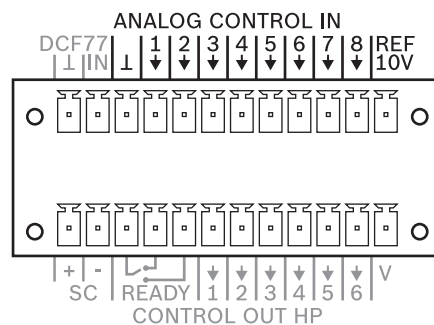 ANALOG CONTROL IN
DCF77 1 2 3 4 5 6 7 8 REF
⊥ IN ⊥ 10V
+ - 1 2 3 4 5 6 V
SC READY
CONTROL OUT HP